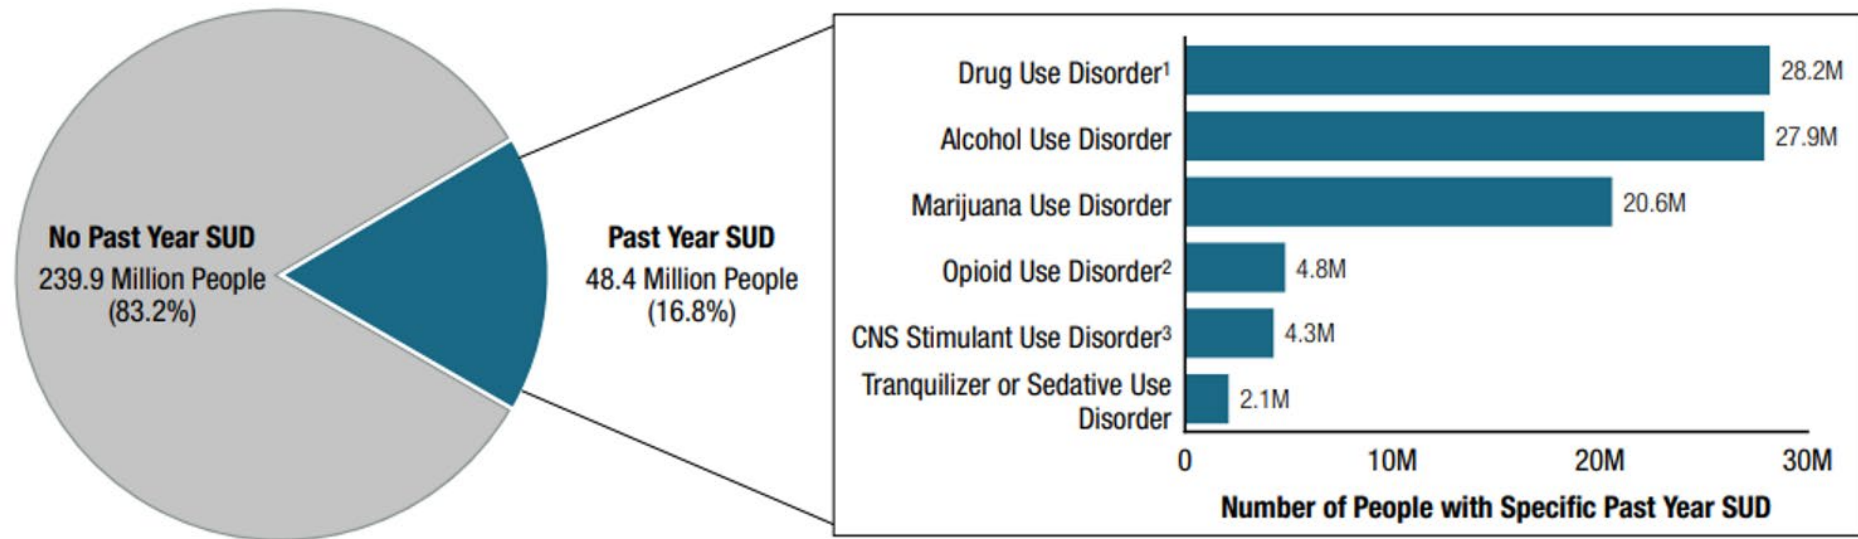 No Past Year SUD
239.9 Million People
(83.2%)
Past Year SUD
48.4 Million People
(16.8%)
Drug Use Disorder¹
28.2M
Alcohol Use Disorder
27.9M
Marijuana Use Disorder
20.6M
Opioid Use Disorder²
4.8M
CNS Stimulant Use Disorder³
4.3M
Tranquilizer or Sedative Use
Disorder
2.1M
0 10M 20M 30M
Number of People with Specific Past Year SUD